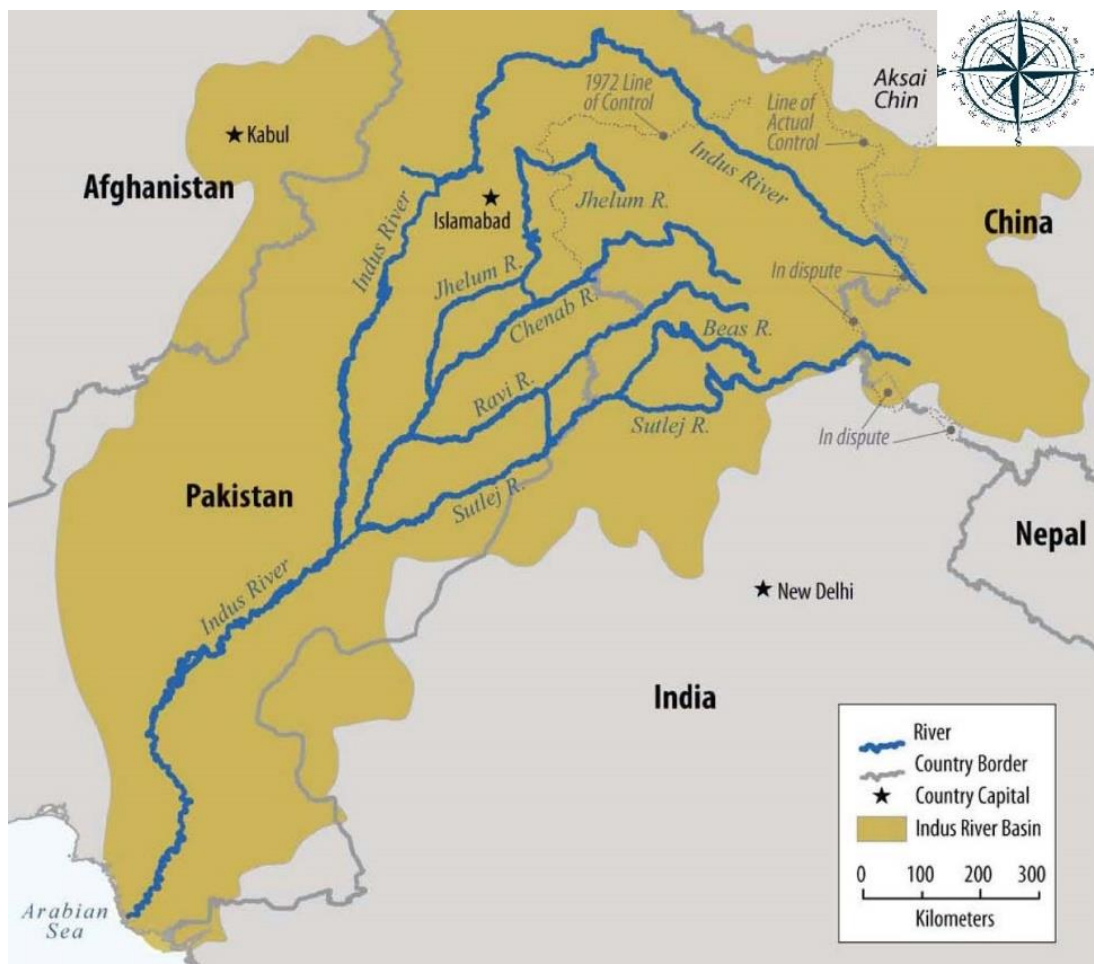 Aksai
Chin
1972 Line
of Control
Line of
Actual
Control
Kabul
Afghanistan
Indus River
Indus River
Islamabad
Jhelum R.
China
Jhelum R.
In dispute
Chenab R.
Beas R.
Ravi R.
Sutlej R.
In dispute
Pakistan
Sutlej R.
Nepal
Indus River
New Delhi
India
River
Country Border
Country Capital
Indus River Basin
0 100 200 300
Kilometers
Arabian
Sea
N
W
E
S